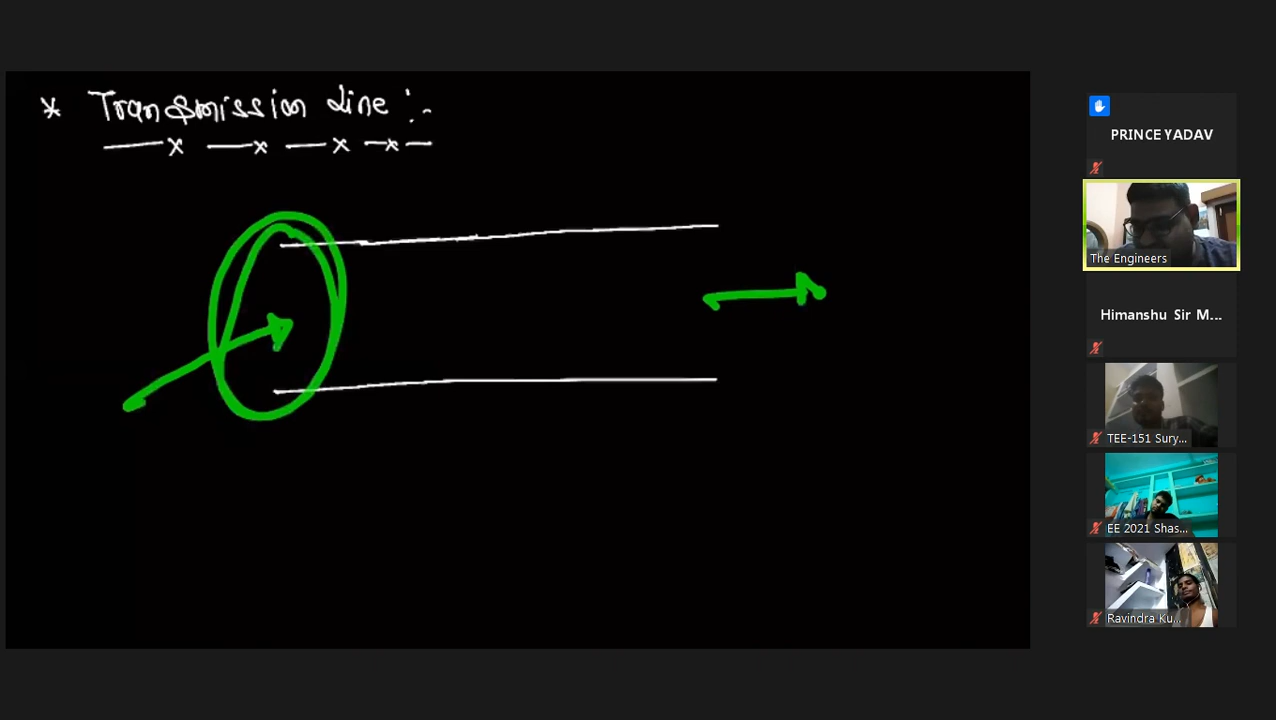 * Transmission Line :-
PRINCE YADAV
The Engineers
Himanshu Sir M...
TEE-151 Sury...
EE 2021 Shas...
Ravindra Ku...